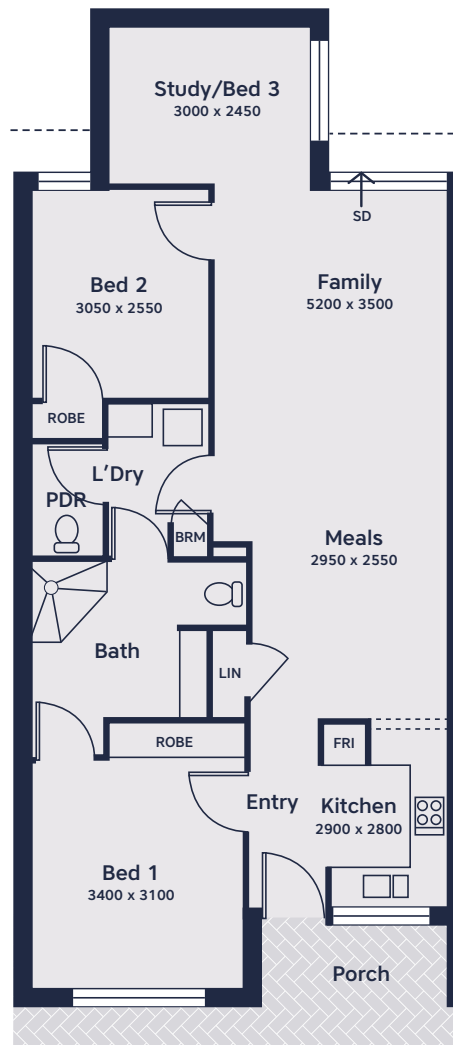 Study/Bed 3
3000 x 2450
SD
Bed 2
3050 x 2550
Family
5200 x 3500
ROBE
L'Dry
PDR
BRM
Meals
2950 x 2550
Bath
LIN
ROBE
FRI
Entry
Kitchen
2900 x 2800
Bed 1
3400 x 3100
Porch